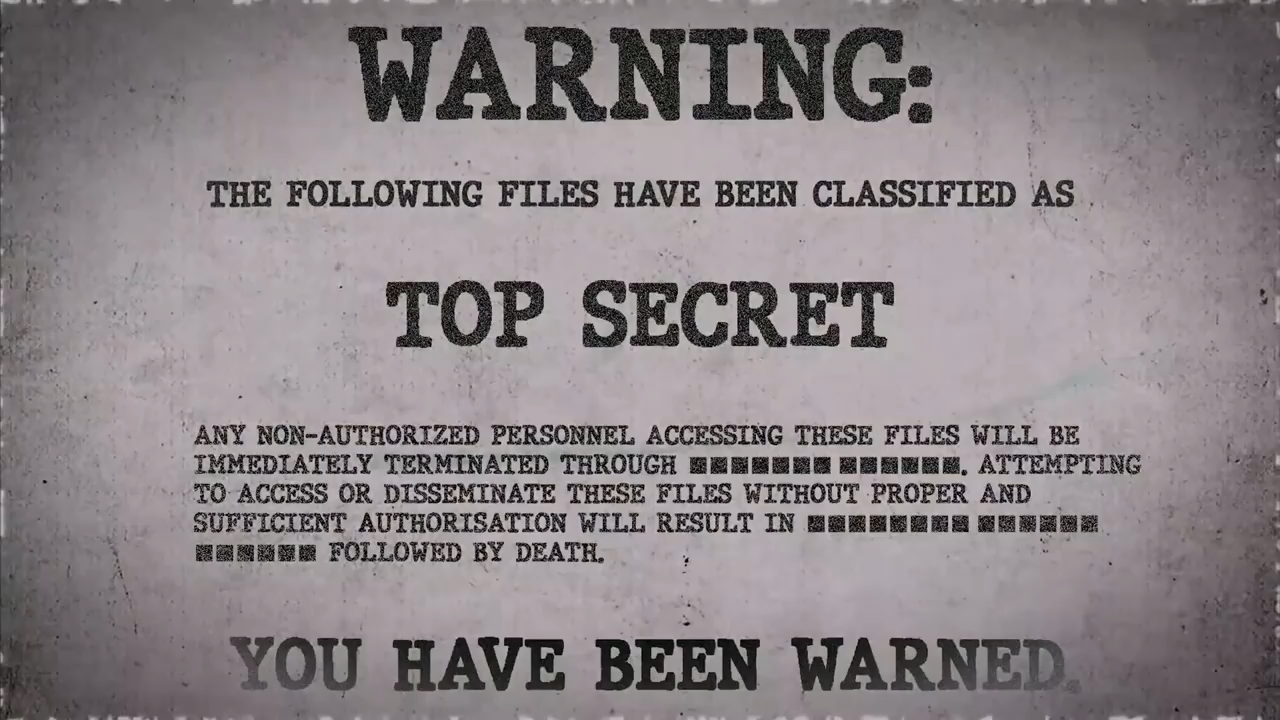 WARNING:
THE FOLLOWING FILES HAVE BEEN CLASSIFIED AS
TOP SECRET
ANY NON-AUTHORIZED PERSONNEL ACCESSING THESE FILES WILL BE
IMMEDIATELY TERMINATED THROUGH ■■■■■■■ ■■■■■■. ATTEMPTING
TO ACCESS OR DISSEMINATE THESE FILES WITHOUT PROPER AND
SUFFICIENT AUTHORISATION WILL RESULT IN ■■■■■■■■ ■■■■■■
■■■■■■ FOLLOWED BY DEATH.
YOU HAVE BEEN WARNED.